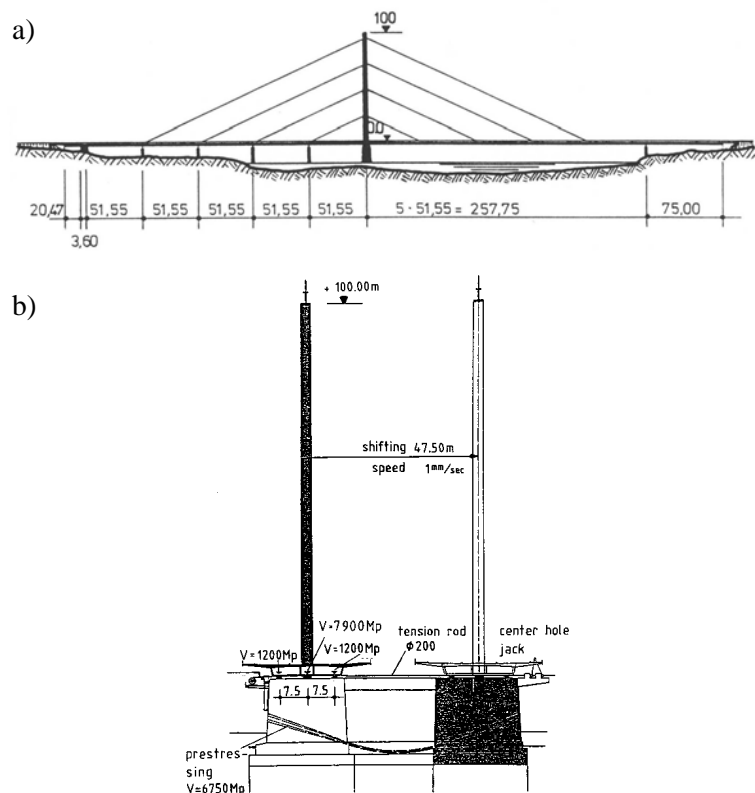 a)
100
0.0
20,47
3,60
51,55
51,55
51,55
51,55
51,55
5 · 51,55 = 257,75
75,00
b)
+ 100.00m
shifting 47.50m
speed 1mm/sec
V=7900Mp
V=1200Mp
V=1200Mp
tension rod
ϕ200
center hole
jack
7.5
7.5
prestres-
sing
V=6750Mp